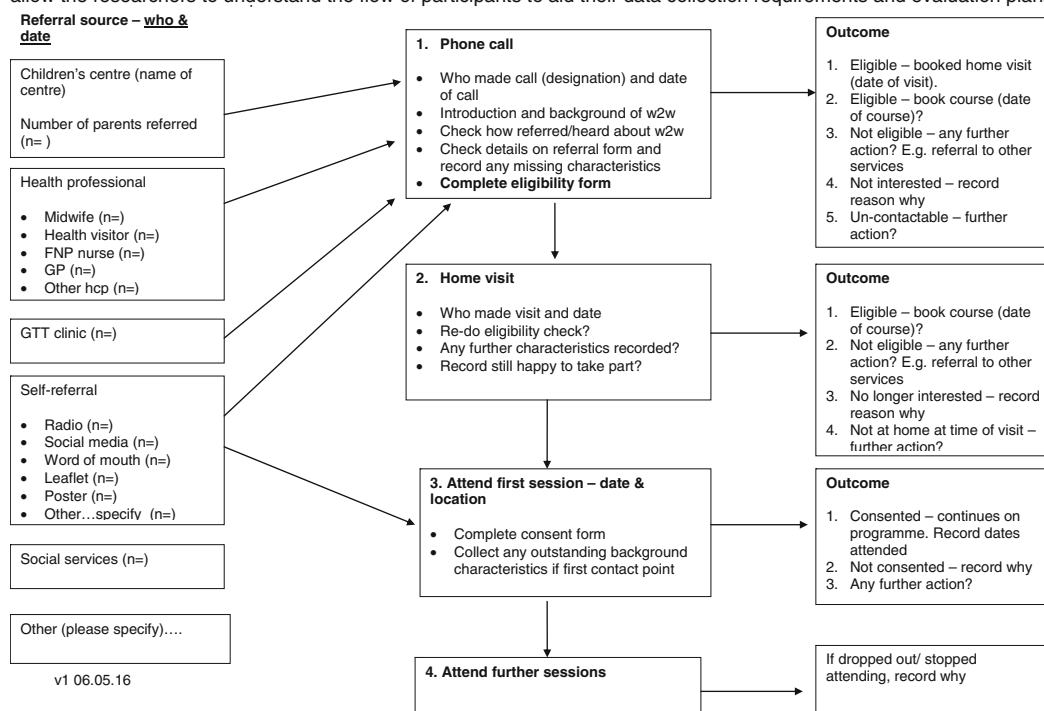 allow the researchers to understand the flow of participants to aid their data collection requirements and evaluation plan
Referral source – who &
date
Children's centre (name of
centre)
Number of parents referred
(n= )
Health professional
• Midwife (n=)
• Health visitor (n=)
• FNP nurse (n=)
• GP (n=)
• Other hcp (n=)
GTT clinic (n=)
Self-referral
• Radio (n=)
• Social media (n=)
• Word of mouth (n=)
• Leaflet (n=)
• Poster (n=)
• Other…specify (n=)
Social services (n=)
Other (please specify)….
v1 06.05.16
1. Phone call
• Who made call (designation) and date
of call
• Introduction and background of w2w
• Check how referred/heard about w2w
• Check details on referral form and
record any missing characteristics
• Complete eligibility form
2. Home visit
• Who made visit and date
• Re-do eligibility check?
• Any further characteristics recorded?
• Record still happy to take part?
3. Attend first session – date &
location
• Complete consent form
• Collect any outstanding background
characteristics if first contact point
4. Attend further sessions
Outcome
1. Eligible – booked home visit
(date of visit).
2. Eligible – book course (date
of course)?
3. Not eligible – any further
action? E.g. referral to other
services
4. Not interested – record
reason why
5. Un-contactable – further
action?
Outcome
1. Eligible – book course (date
of course)?
2. Not eligible – any further
action? E.g. referral to other
services
3. No longer interested – record
reason why
4. Not at home at time of visit –
further action?
Outcome
1. Consented – continues on
programme. Record dates
attended
2. Not consented – record why
3. Any further action?
If dropped out/ stopped
attending, record why